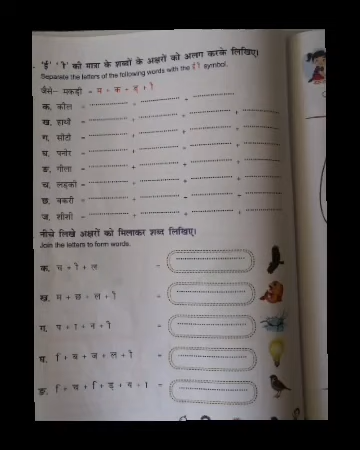 'ई' 'ी' की मात्रा के शब्दों के अक्षरों को अलग करके लिखिए।
Separate the letters of the following words with the ई ी symbol.
जैसे– मकड़ी = म + क + ड़ + ी
क. कील =
ख. हाथी =
ग. सीटी =
घ. पनीर =
ङ. गीला =
च. लड़की =
छ. बकरी =
ज. शीशी =
नीचे लिखे अक्षरों को मिलाकर शब्द लिखिए।
Join the letters to form words.
क. च + ी + ल =
ख. म + छ + ल + ी =
ग. प + ा + न + ी =
घ. ि + ब + ज + ल + ी =
ङ. ि + च + ि + ड़ + य + ा =